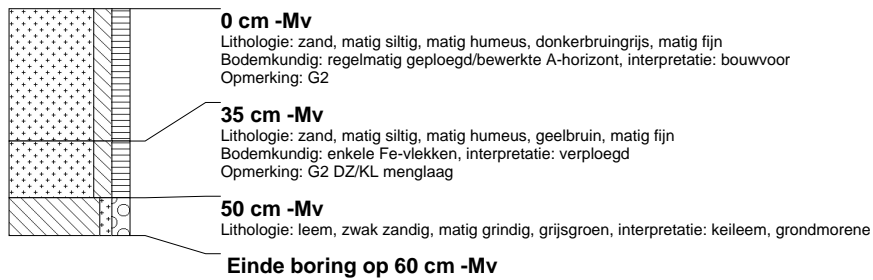 0 cm -Mv
Lithologie: zand, matig siltig, matig humeus, donkerbruingrijs, matig fijn
Bodemkundig: regelmatig geploegd/bewerkte A-horizont, interpretatie: bouwvoor
Opmerking: G2
35 cm -Mv
Lithologie: zand, matig siltig, matig humeus, geelbruin, matig fijn
Bodemkundig: enkele Fe-vlekken, interpretatie: verploegd
Opmerking: G2 DZ/KL menglaag
50 cm -Mv
Lithologie: leem, zwak zandig, matig grindig, grijsgroen, interpretatie: keileem, grondmorene
Einde boring op 60 cm -Mv